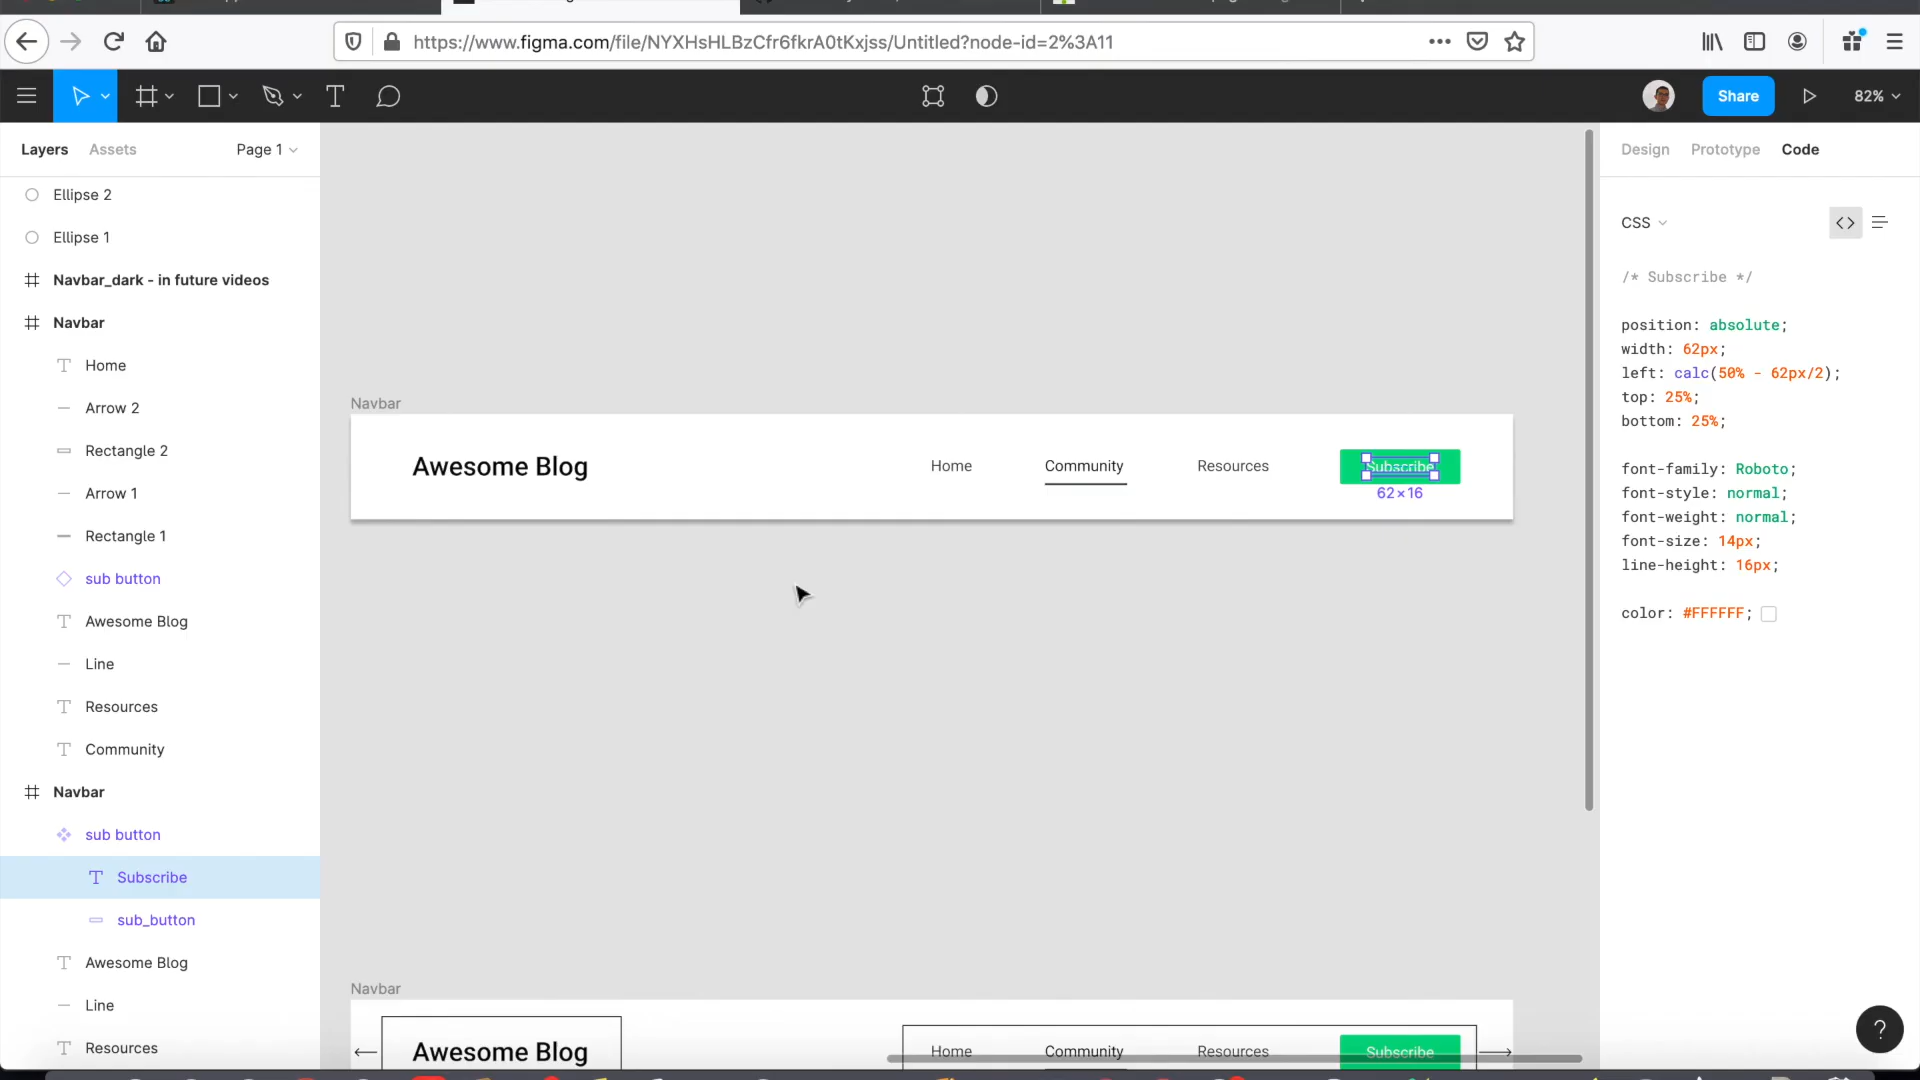 https://www.figma.com/file/NYXHsHLBzCfr6fkrA0tKxjss/Untitled?node-id=2%3A11
Share
82%
Layers
Assets
Page 1
Design
Prototype
Code
Ellipse 2
Ellipse 1
Navbar_dark - in future videos
Navbar
Home
Arrow 2
Rectangle 2
Arrow 1
Rectangle 1
sub button
Awesome Blog
Line
Resources
Community
Navbar
sub button
Subscribe
sub_button
Awesome Blog
Line
Resources
Navbar
Awesome Blog
Home
Community
Resources
Subscribe
62×16
Navbar
Awesome Blog
Home
Community
Resources
Subscribe
CSS
/* Subscribe */
position: absolute;
width: 62px;
left: calc(50% - 62px/2);
top: 25%;
bottom: 25%;
font-family: Roboto;
font-style: normal;
font-weight: normal;
font-size: 14px;
line-height: 16px;
color: #FFFFFF;
?